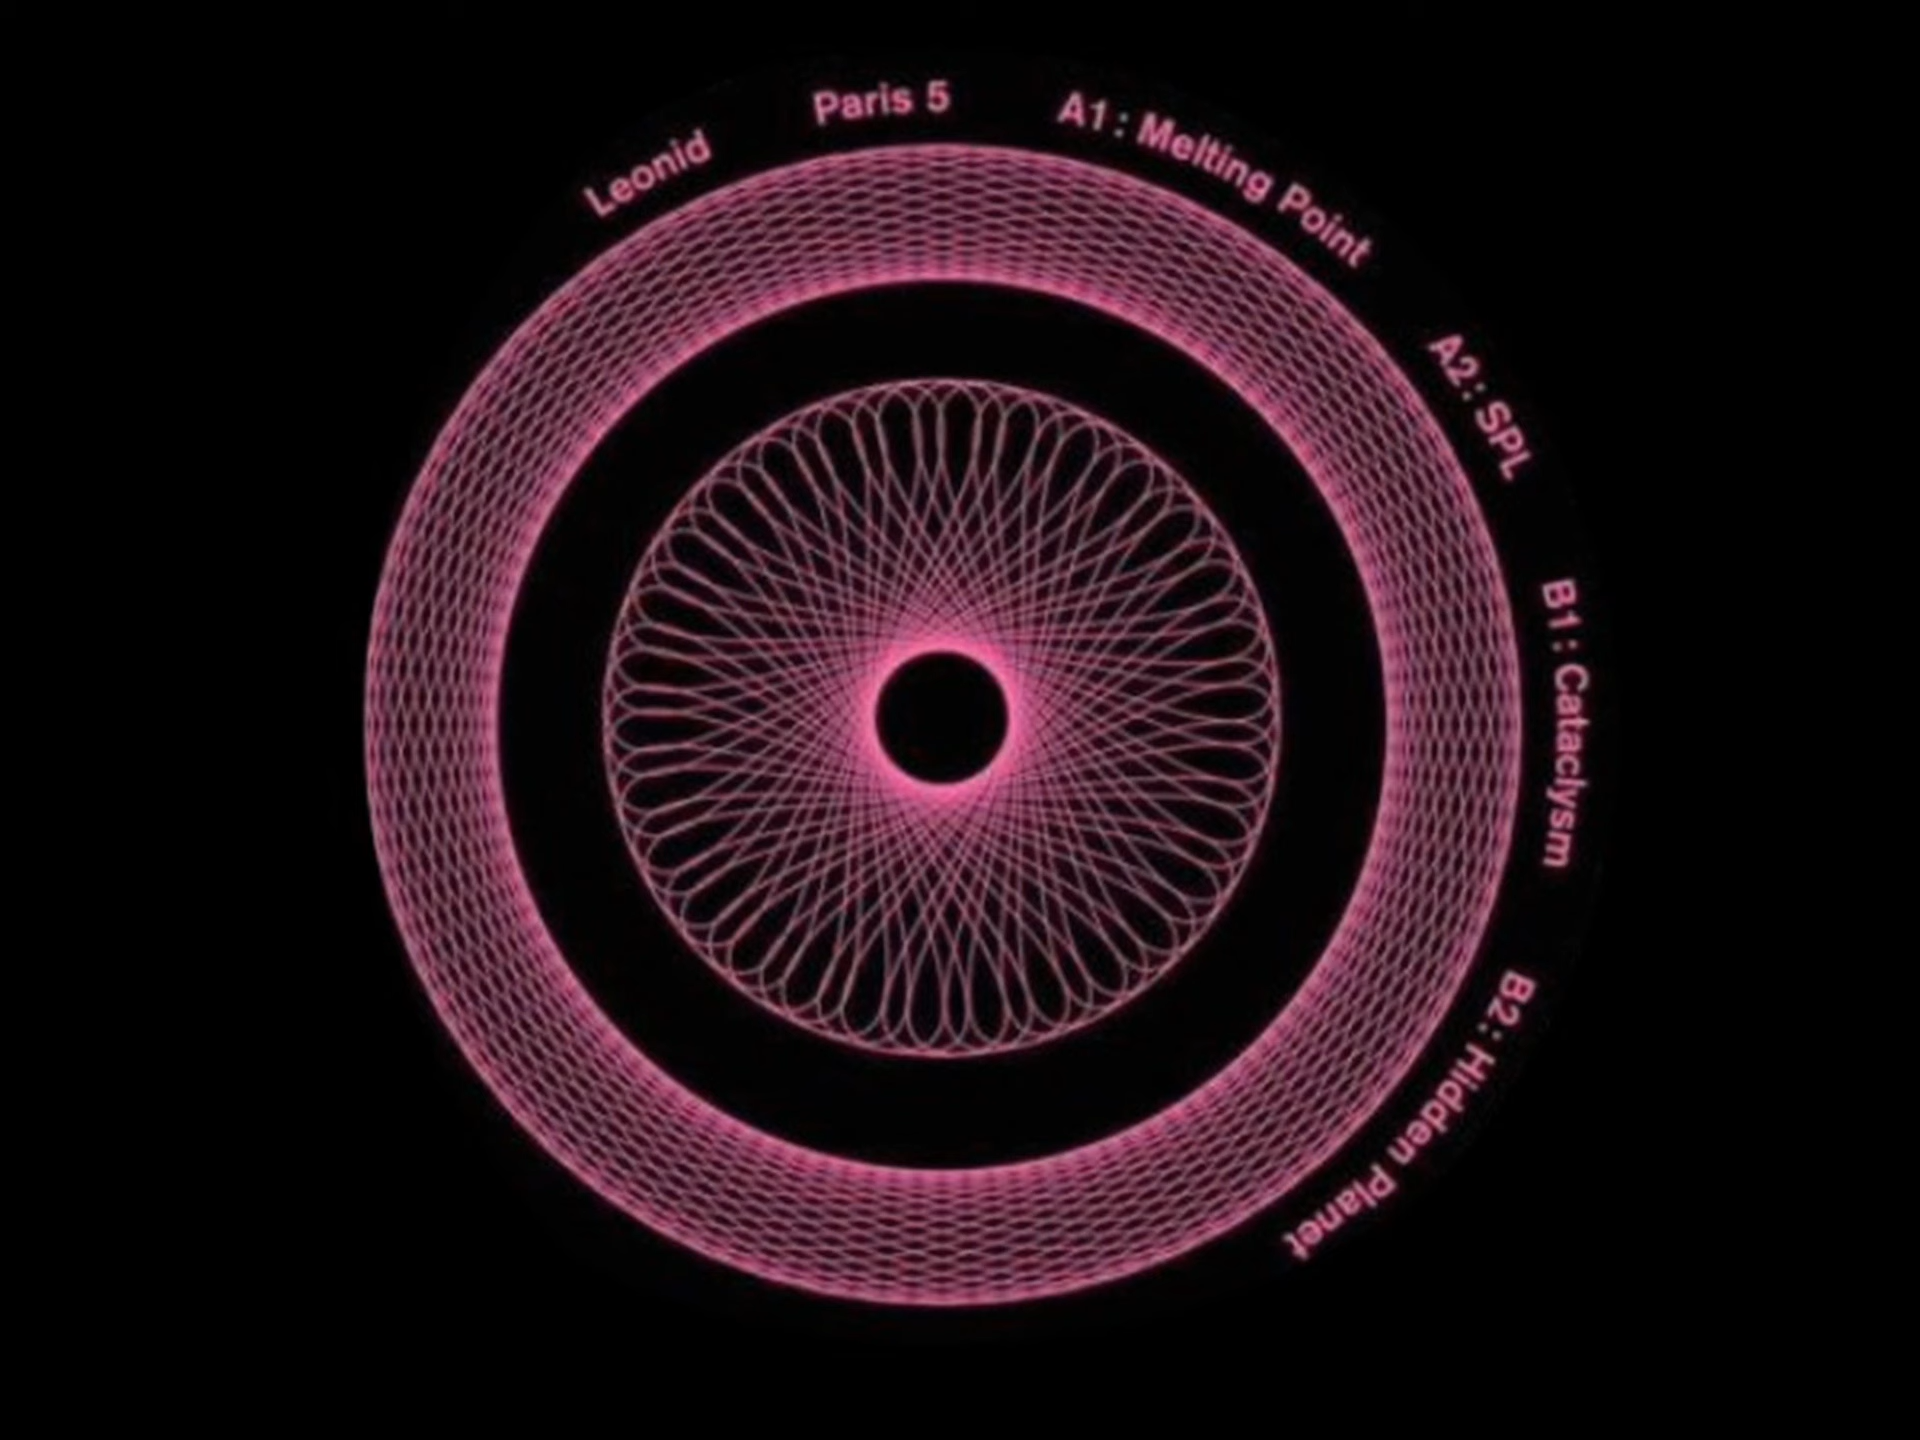 Leonid
Paris 5
A1: Melting Point
A2: SPL
B1: Cataclysm
B2: Hidden Planet